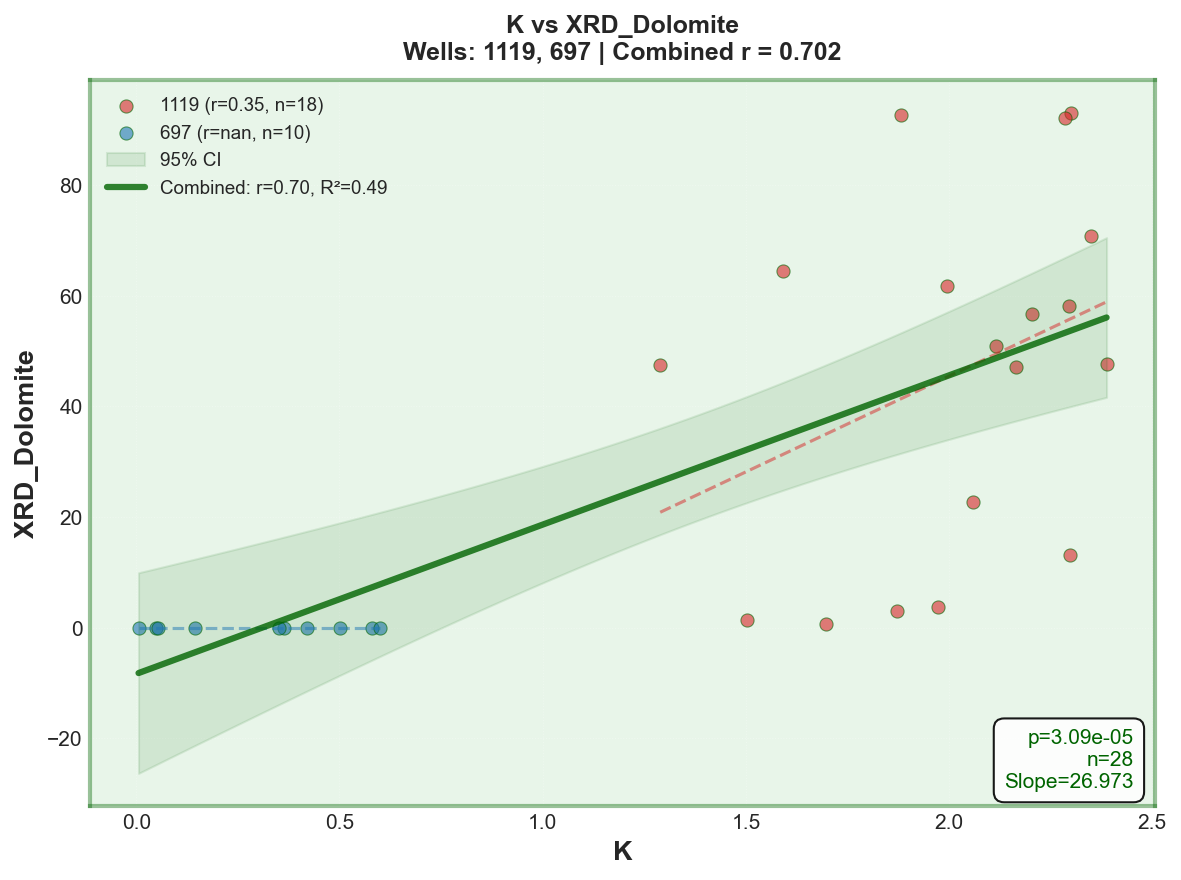 K vs XRD_Dolomite
Wells: 1119, 697 | Combined r = 0.702
1119 (r=0.35, n=18)
697 (r=nan, n=10)
95% CI
Combined: r=0.70, R²=0.49
XRD_Dolomite
80
60
40
20
0
−20
p=3.09e-05
n=28
Slope=26.973
0.0 0.5 1.0 1.5 2.0 2.5
K